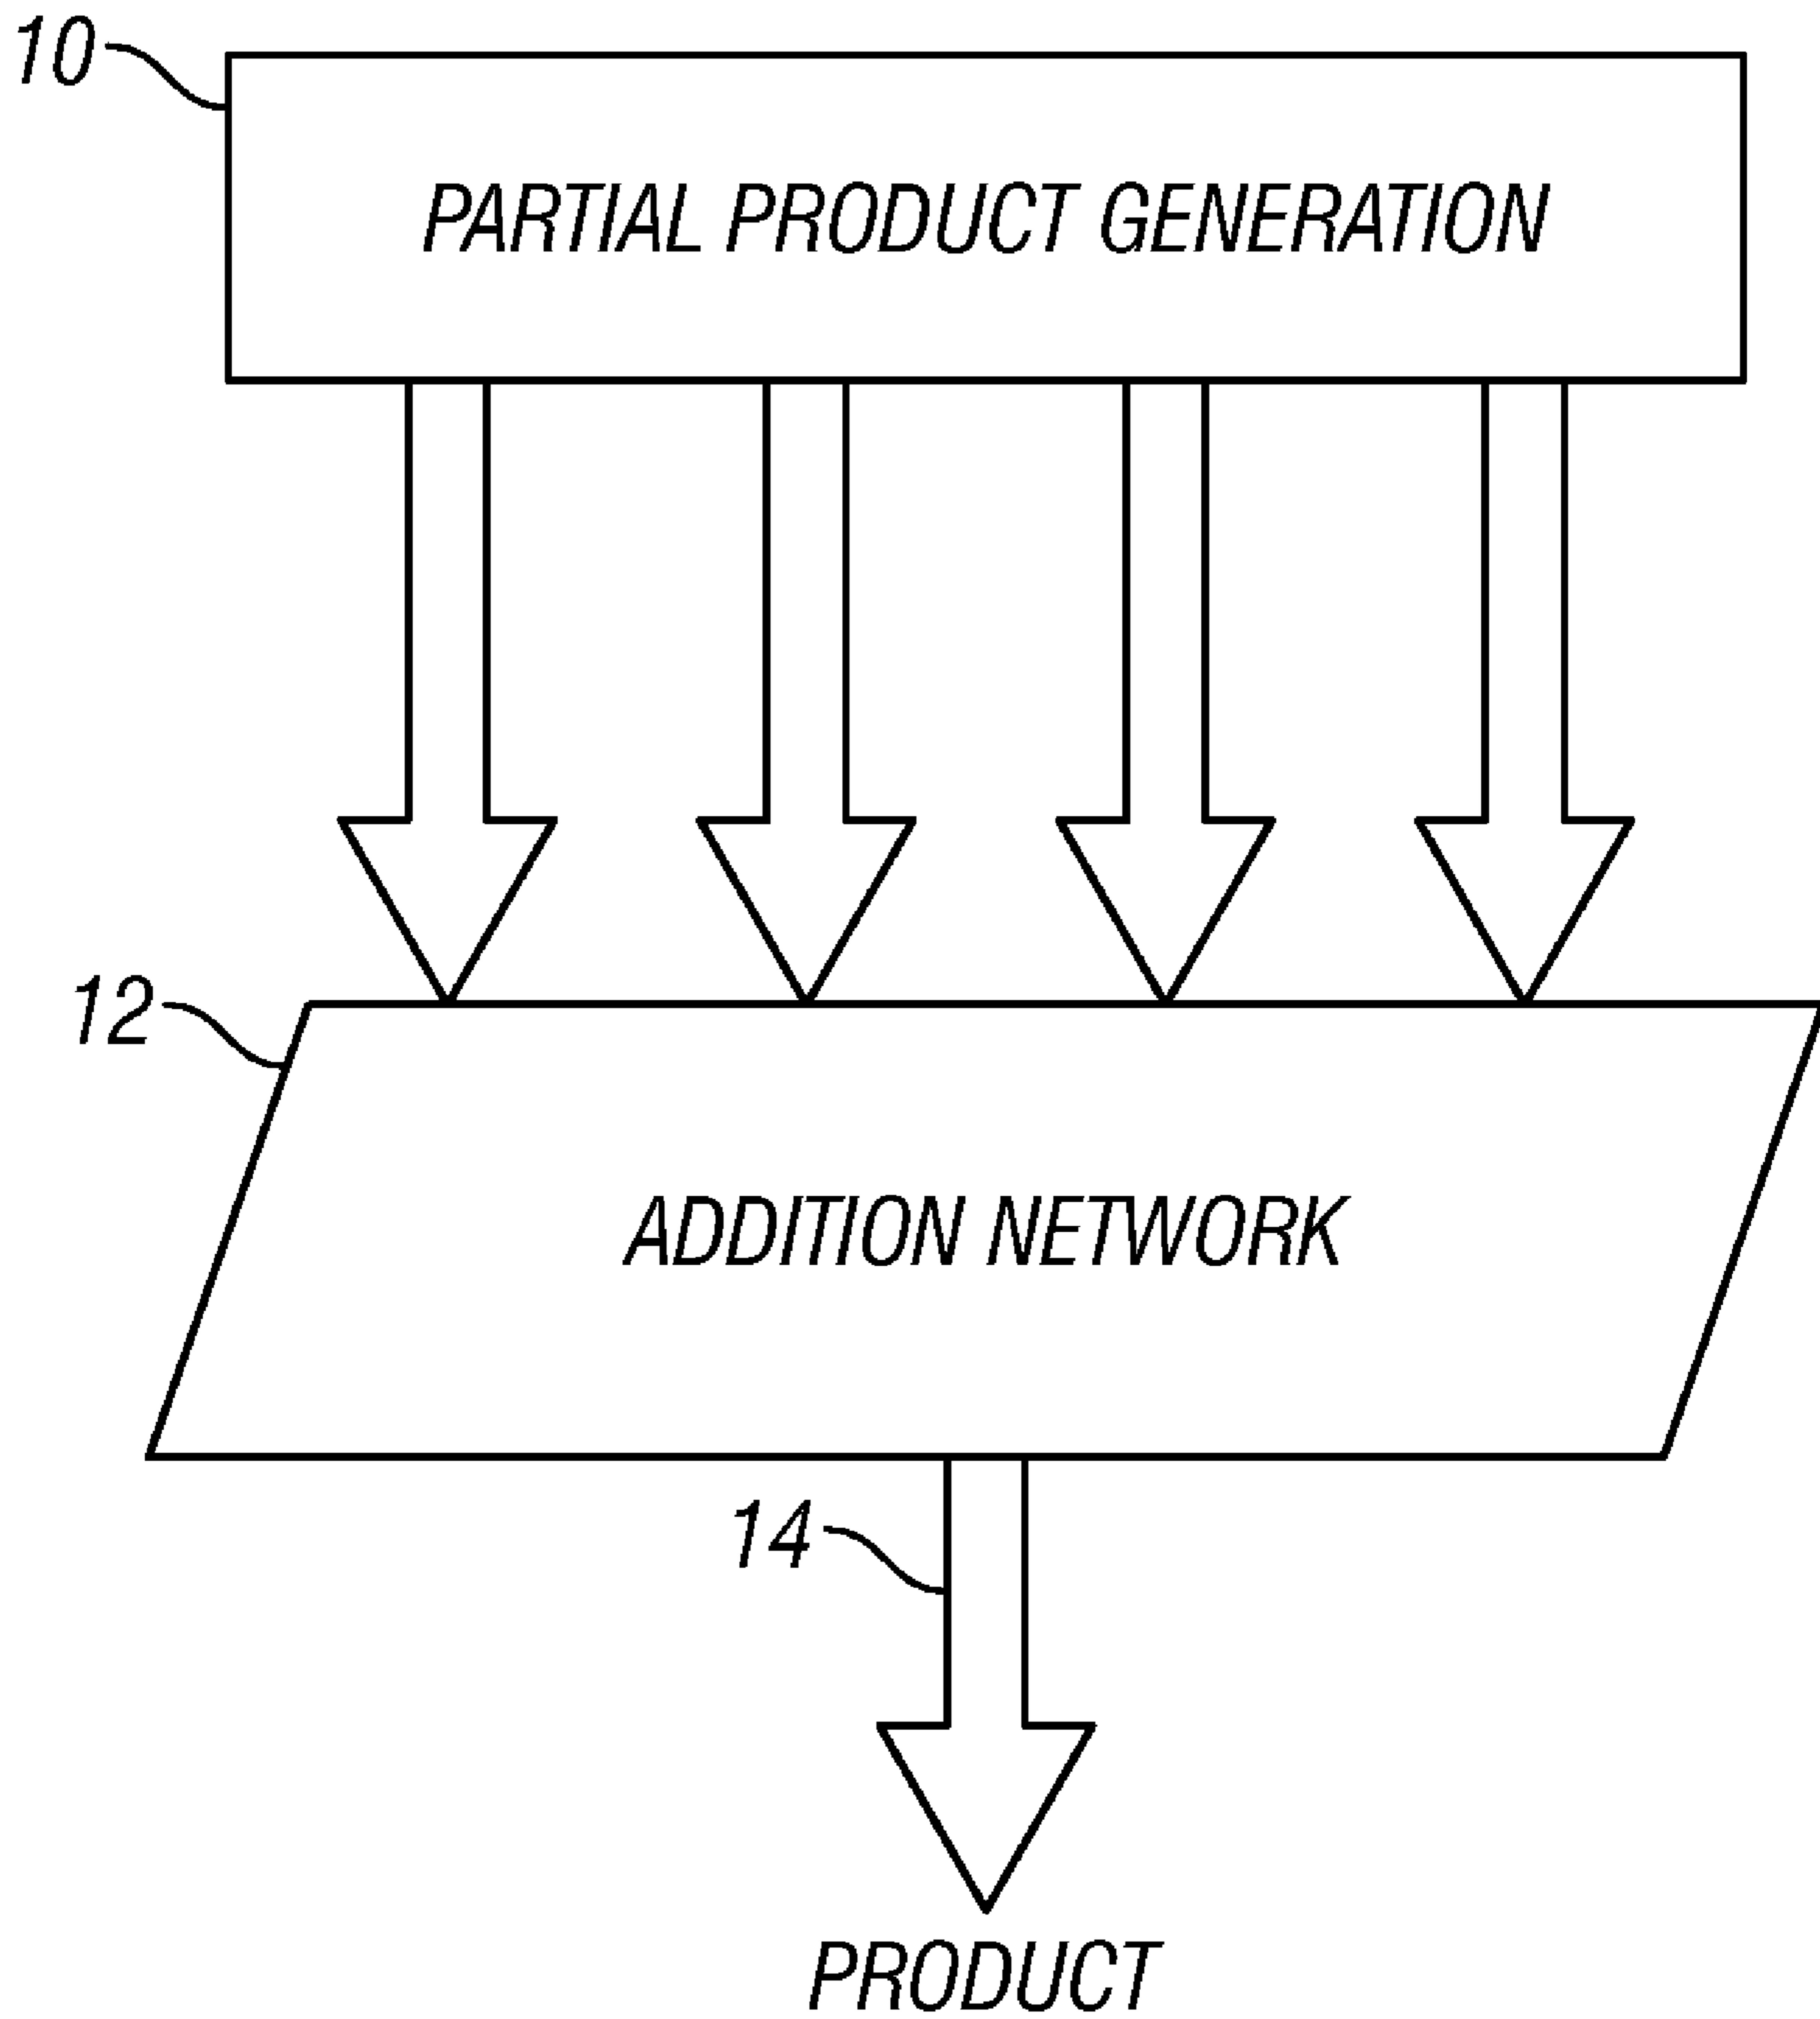 10
PARTIAL PRODUCT GENERATION
12
ADDITION NETWORK
14
PRODUCT